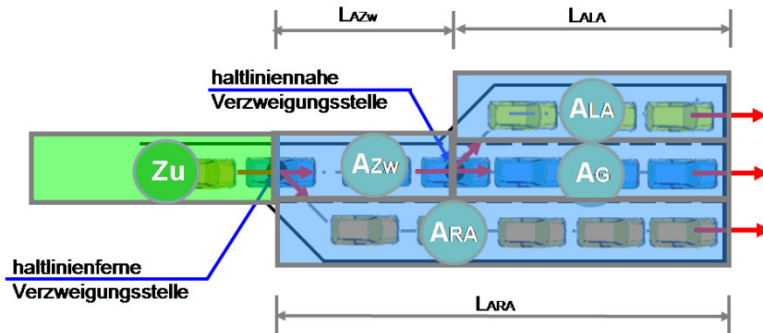 LAZw
LALA
haltliniennahe
Verzweigungsstelle
ALA
Zu
AZw
AG
ARA
haltlinienferne
Verzweigungsstelle
LARA